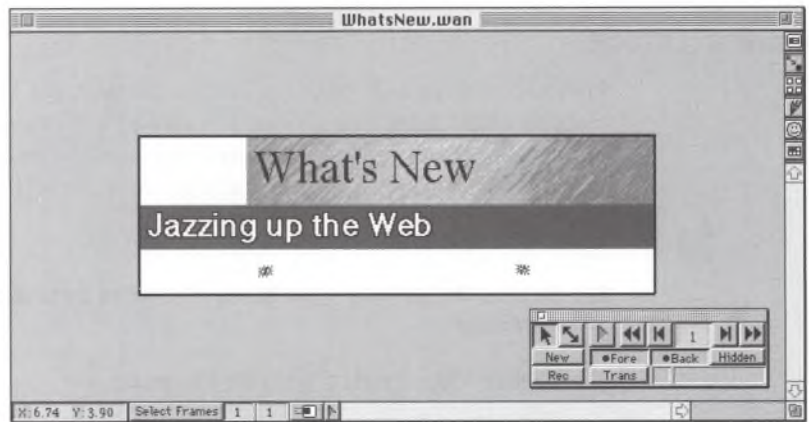 WhatsNew.wan
What's New
Jazzing up the Web
1
New •Fore •Back Hidden
Rec Trans
X:6.74 Y:3.90 Select Frames 1 1